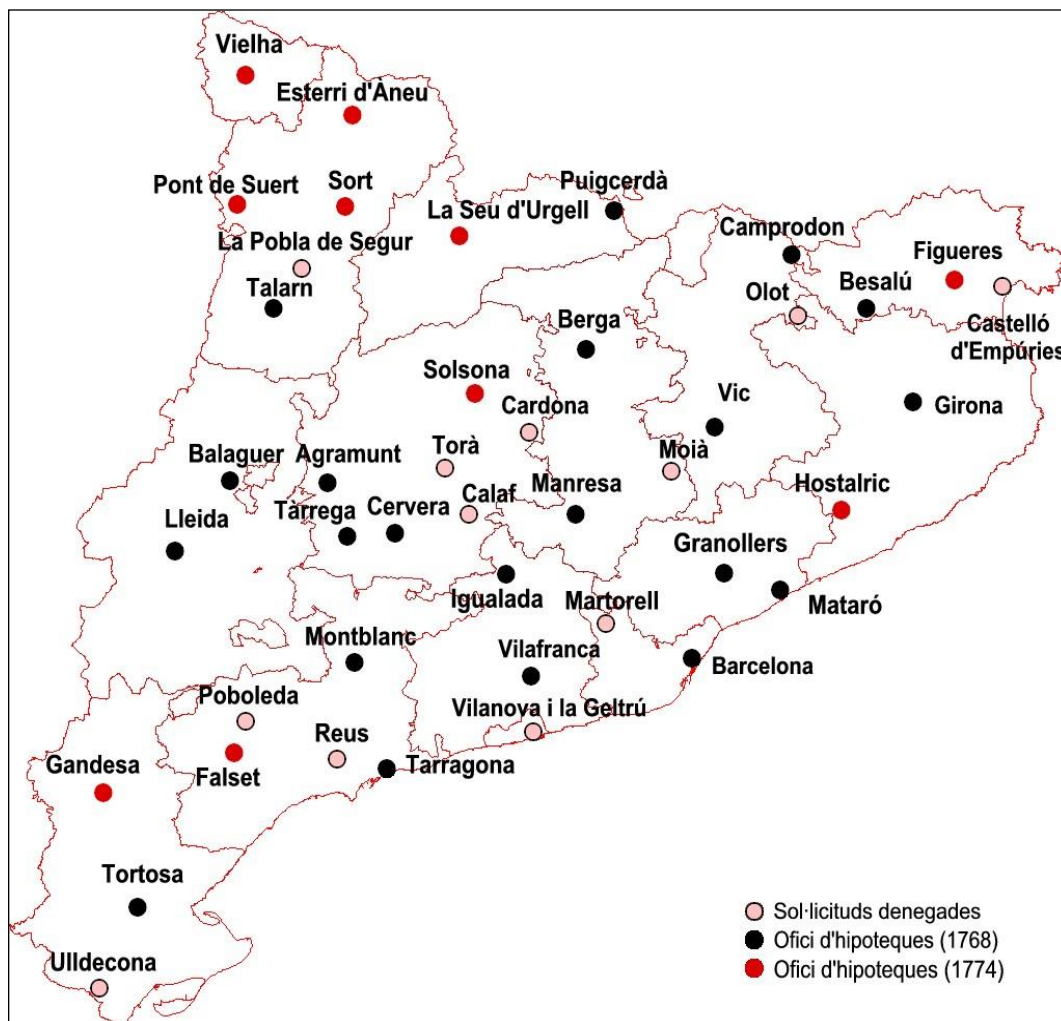 Vielha
Esterri d'Àneu
Pont de Suert
Sort
Puigcerdà
La Seu d'Urgell
La Pobla de Segur
Talarn
Camprodon
Figueres
Olot
Besalú
Castelló
d'Empúries
Berga
Solsona
Cardona
Vic
Girona
Torà
Moià
Balaguer
Agramunt
Calaf
Manresa
Hostalric
Lleida
Tàrrega
Cervera
Granollers
Igualada
Martorell
Mataró
Montblanc
Vilafranca
Barcelona
Poboleda
Vilanova i la Geltrú
Reus
Gandesa
Falset
Tarragona
Tortosa
Ulldecona
Sol·licituds denegades
Ofici d'hipoteques (1768)
Ofici d'hipoteques (1774)